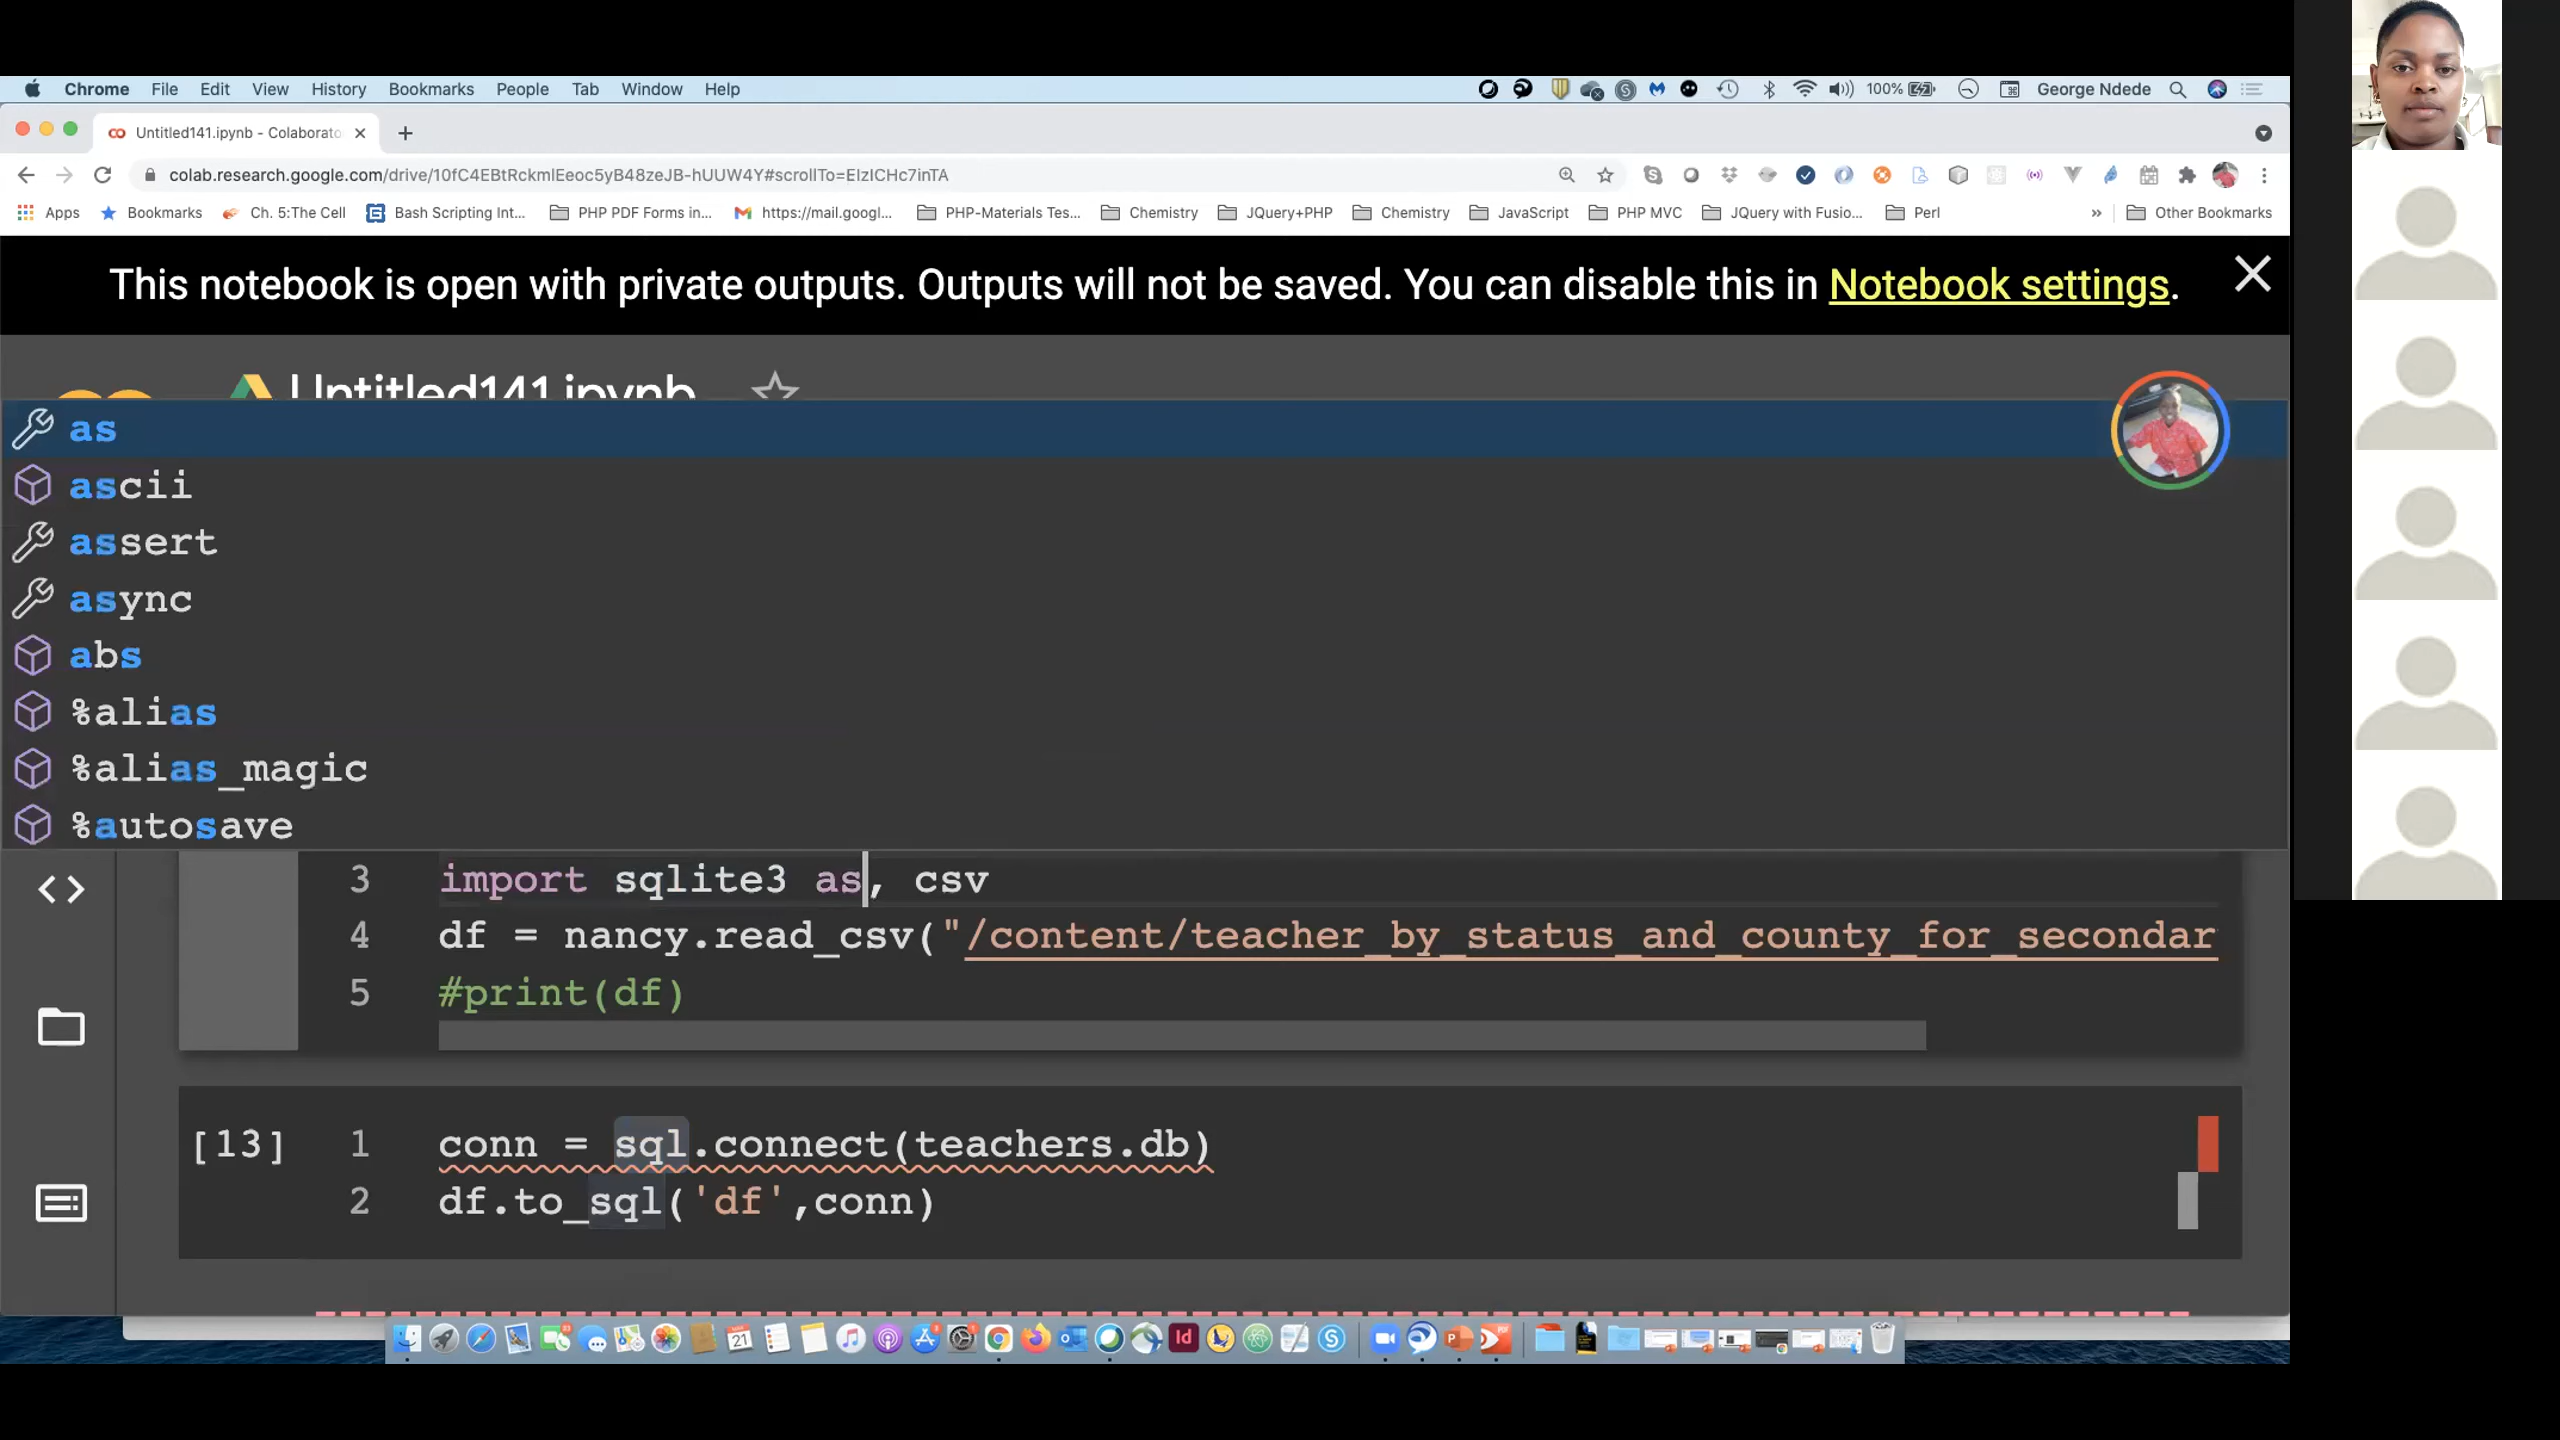 Chrome File Edit View History Bookmarks People Tab Window Help 100% George Ndede
Untitled141.ipynb - Colaborato
colab.research.google.com/drive/10fC4EBtRckmlEeoc5yB48zeJB-hUUW4Y#scrollTo=EIzlCHc7inTA
Apps Bookmarks Ch. 5:The Cell Bash Scripting Int... PHP PDF Forms in... https://mail.googl... PHP-Materials Tes... Chemistry JQuery+PHP Chemistry JavaScript PHP MVC JQuery with Fusio... Perl » Other Bookmarks
This notebook is open with private outputs. Outputs will not be saved. You can disable this in Notebook settings.
Untitled141.ipynb
as
ascii
assert
async
abs
%alias
%alias_magic
%autosave
3 import sqlite3 as, csv
4 df = nancy.read_csv("/content/teacher_by_status_and_county_for_secondar
5 #print(df)
[13] 1 conn = sql.connect(teachers.db)
2 df.to_sql('df',conn)
21
Id